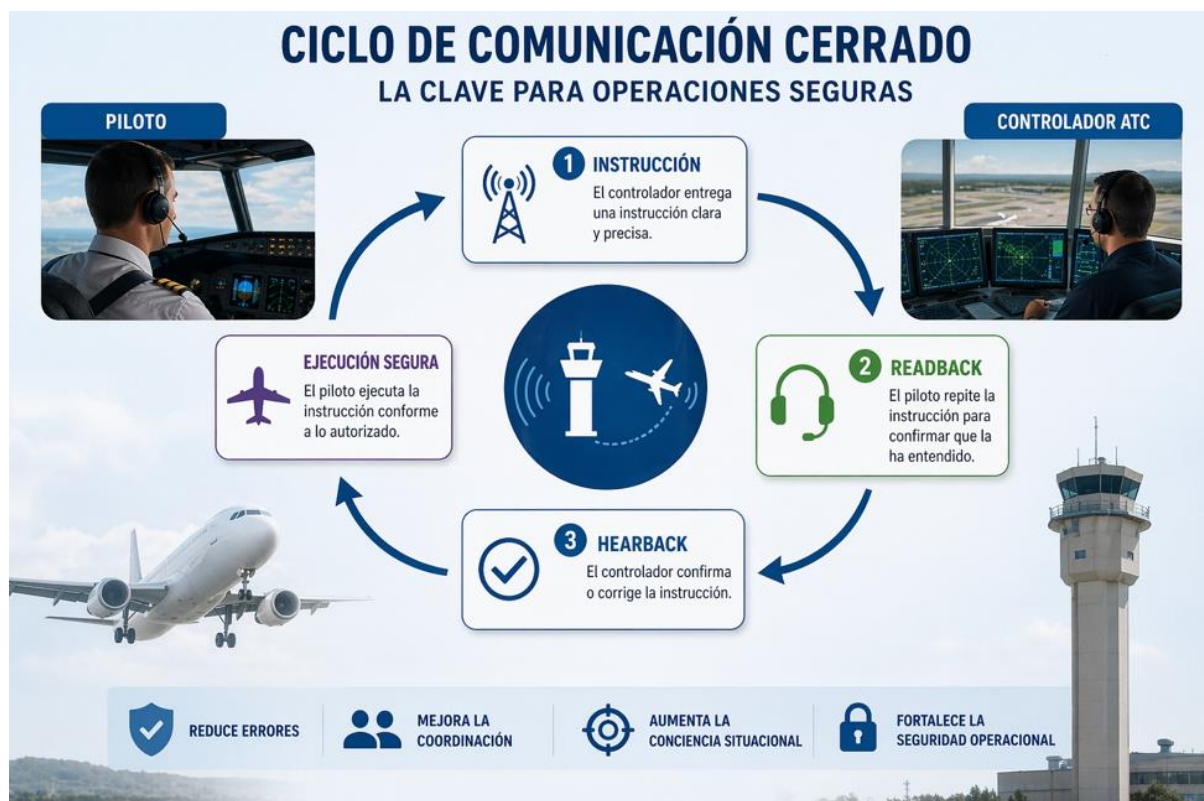 CICLO DE COMUNICACIÓN CERRADO
LA CLAVE PARA OPERACIONES SEGURAS
PILOTO
CONTROLADOR ATC
1 INSTRUCCIÓN
El controlador entrega
una instrucción clara
y precisa.
2 READBACK
El piloto repite la
instrucción para
confirmar que la
ha entendido.
3 HEARBACK
El controlador confirma
o corrige la instrucción.
EJECUCIÓN SEGURA
El piloto ejecuta la
instrucción conforme
a lo autorizado.
REDUCE ERRORES
MEJORA LA
COORDINACIÓN
AUMENTA LA
CONCIENCIA SITUACIONAL
FORTALECE LA
SEGURIDAD OPERACIONAL